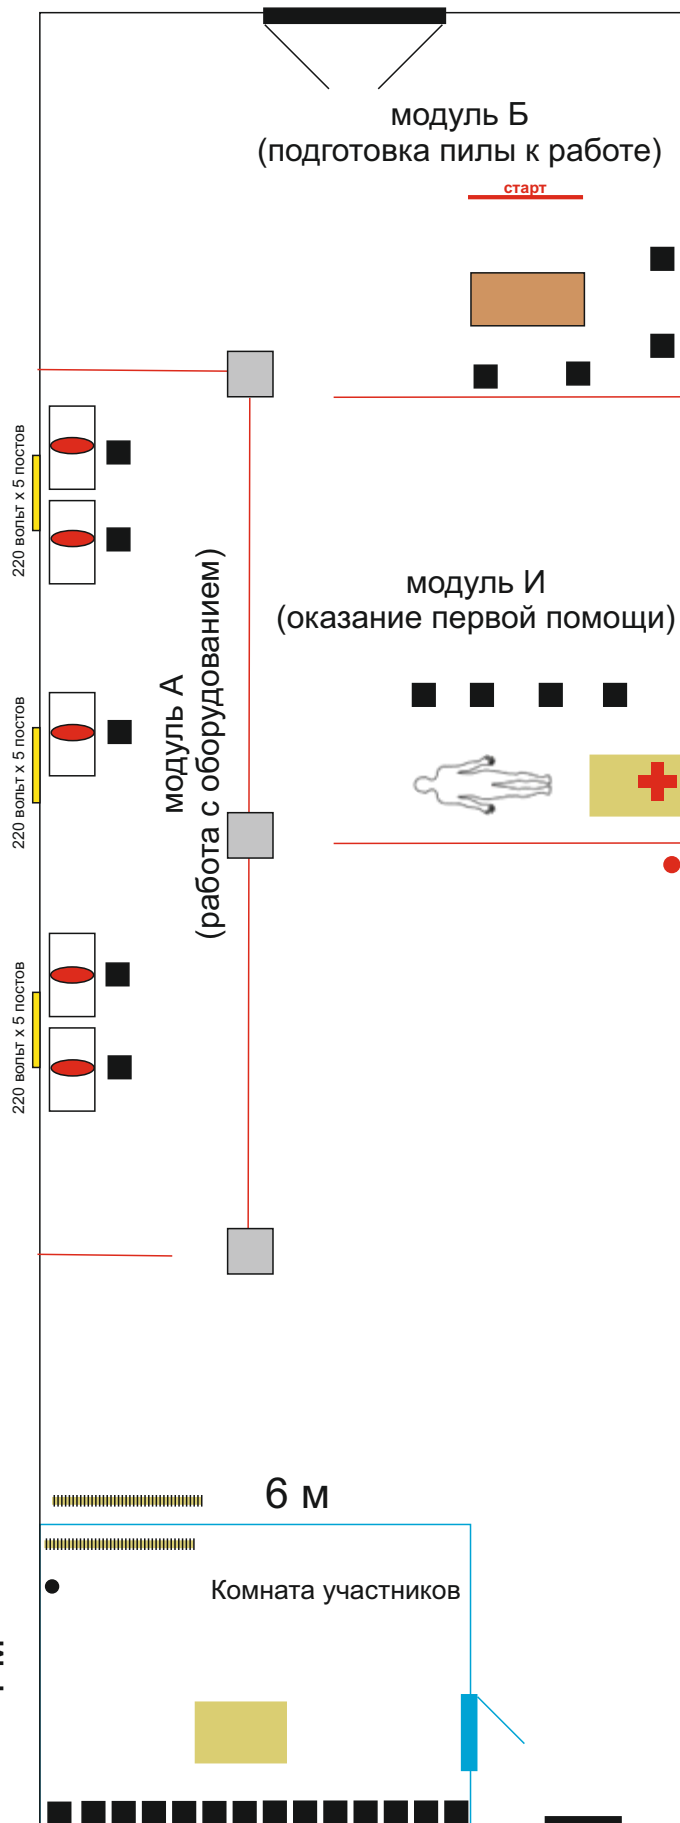 модуль Б
(подготовка пилы к работе)
старт
220 вольт х 5 постов
модуль И
(оказание первой помощи)
модуль А
(работа с оборудованием)
220 вольт х 5 постов
220 вольт х 5 постов
6 м
Комната участников